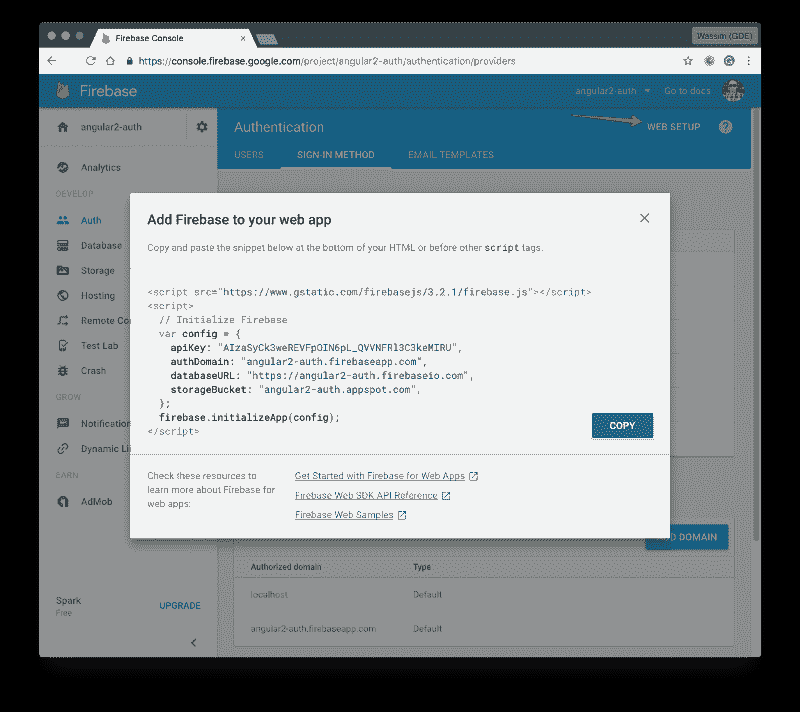 Firebase Console
Wassim (GDE)
https://console.firebase.google.com/project/angular2-auth/authentication/providers
Firebase
angular2-auth
Go to docs
angular2-auth
Authentication
WEB SETUP
USERS
SIGN-IN METHOD
EMAIL TEMPLATES
Analytics
DEVELOP
Auth
Database
Storage
Hosting
Remote Co
Test Lab
Crash
GROW
Notification
Dynamic Li
EARN
AdMob
Spark
Free
UPGRADE
Add Firebase to your web app
Copy and paste the snippet below at the bottom of your HTML or before other script tags.
<script src="https://www.gstatic.com/firebasejs/3.2.1/firebase.js"></script>
<script>
// Initialize Firebase
var config = {
apiKey: "AIzaSyCk3weREVFpOIN6pL_QVVNFRl3C3keMIRU",
authDomain: "angular2-auth.firebaseapp.com",
databaseURL: "https://angular2-auth.firebaseio.com",
storageBucket: "angular2-auth.appspot.com",
};
firebase.initializeApp(config);
</script>
COPY
Check these resources to
learn more about Firebase for
web apps:
Get Started with Firebase for Web Apps
Firebase Web SDK API Reference
Firebase Web Samples
DOMAIN
Authorized domain
Type
localhost
Default
angular2-auth.firebaseapp.com
Default